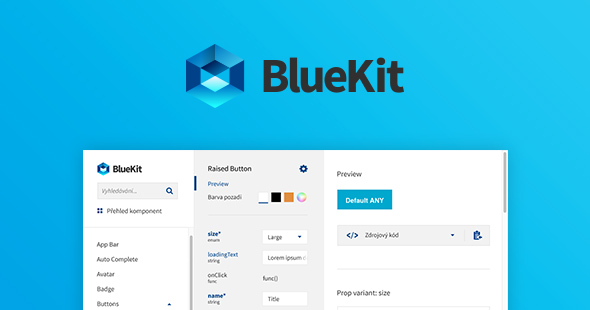 BlueKit
BlueKit
Vyhledávání...
Přehled komponent
App Bar
Auto Complete
Avatar
Badge
Buttons
Raised Button
Preview
Barva pozadí
size*
enum
Large
loadingText
string
Lorem ipsum d
onClick
func
func()
name*
string
Title
Preview
Default ANY
</> Zdrojový kód
Prop variant: size